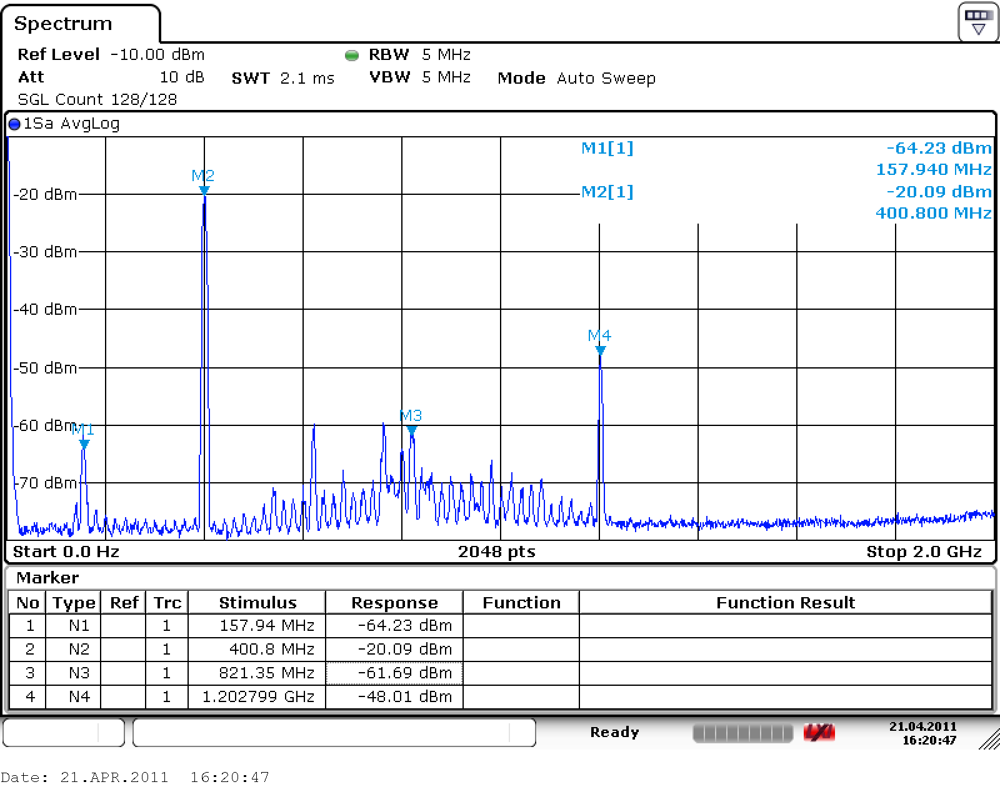 Spectrum
Ref Level -10.00 dBm RBW 5 MHz
Att 10 dB SWT 2.1 ms VBW 5 MHz Mode Auto Sweep
SGL Count 128/128
1Sa AvgLog
M1[1] -64.23 dBm
157.940 MHz
M2[1] -20.09 dBm
400.800 MHz
M2
-20 dBm
-30 dBm
-40 dBm
M4
-50 dBm
M3
-60 dBm
M1
-70 dBm
Start 0.0 Hz 2048 pts Stop 2.0 GHz
Marker
No Type Ref Trc Stimulus Response Function Function Result
1 N1 1 157.94 MHz -64.23 dBm
2 N2 1 400.8 MHz -20.09 dBm
3 N3 1 821.35 MHz -61.69 dBm
4 N4 1 1.202799 GHz -48.01 dBm
Ready LXI 21.04.2011
16:20:47
Date: 21.APR.2011 16:20:47